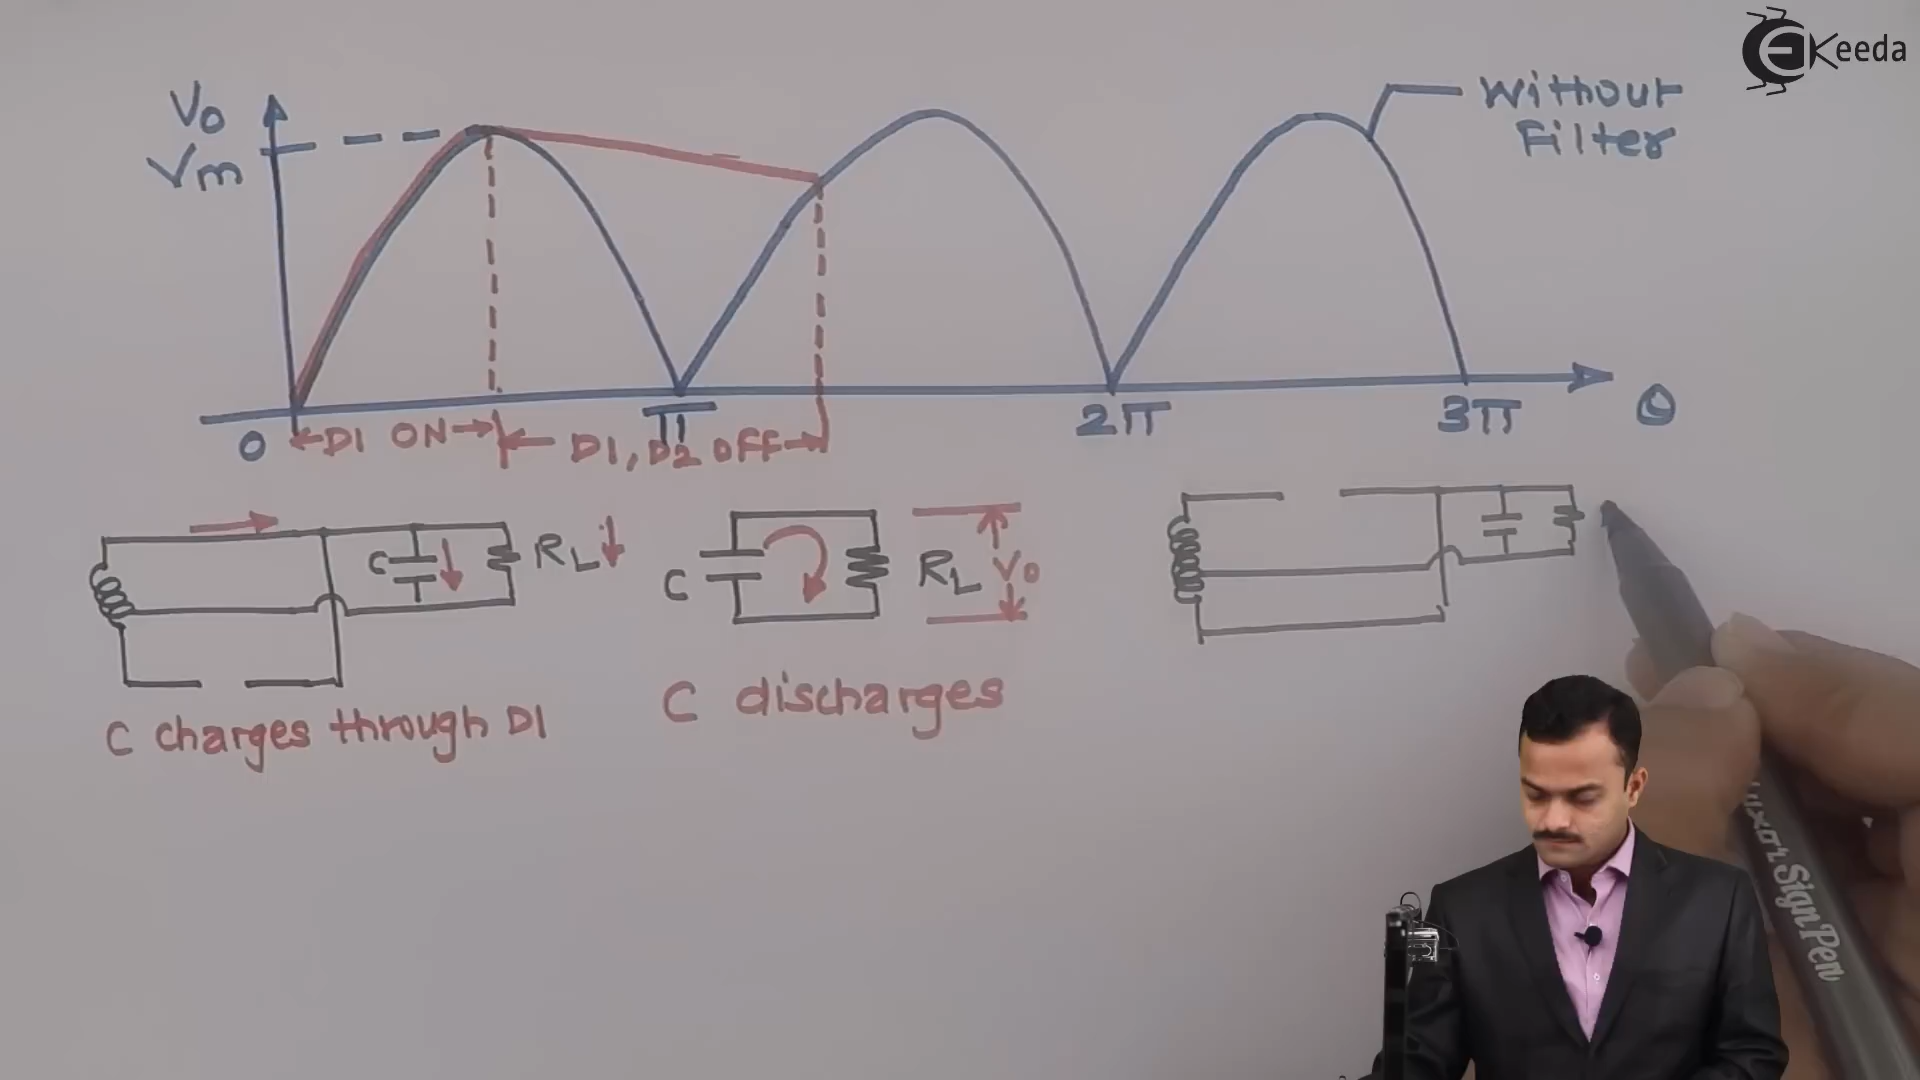 Keeda
Vo
Vm
Without
Filter
0
π
2π
3π
θ
D1 ON
D1, D2 OFF
C
RL
C
RL
Vo
C charges through D1
C discharges
Luxor Sign Pen